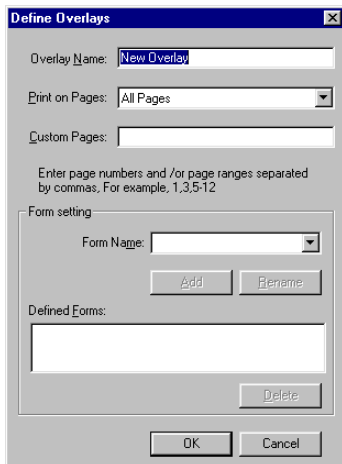 Define Overlays
Overlay Name: New Overlay
Print on Pages: All Pages
Custom Pages:
Enter page numbers and /or page ranges separated
by commas, For example, 1,3,5-12
Form setting
Form Name:
Add Rename
Defined Forms:
Delete
OK Cancel